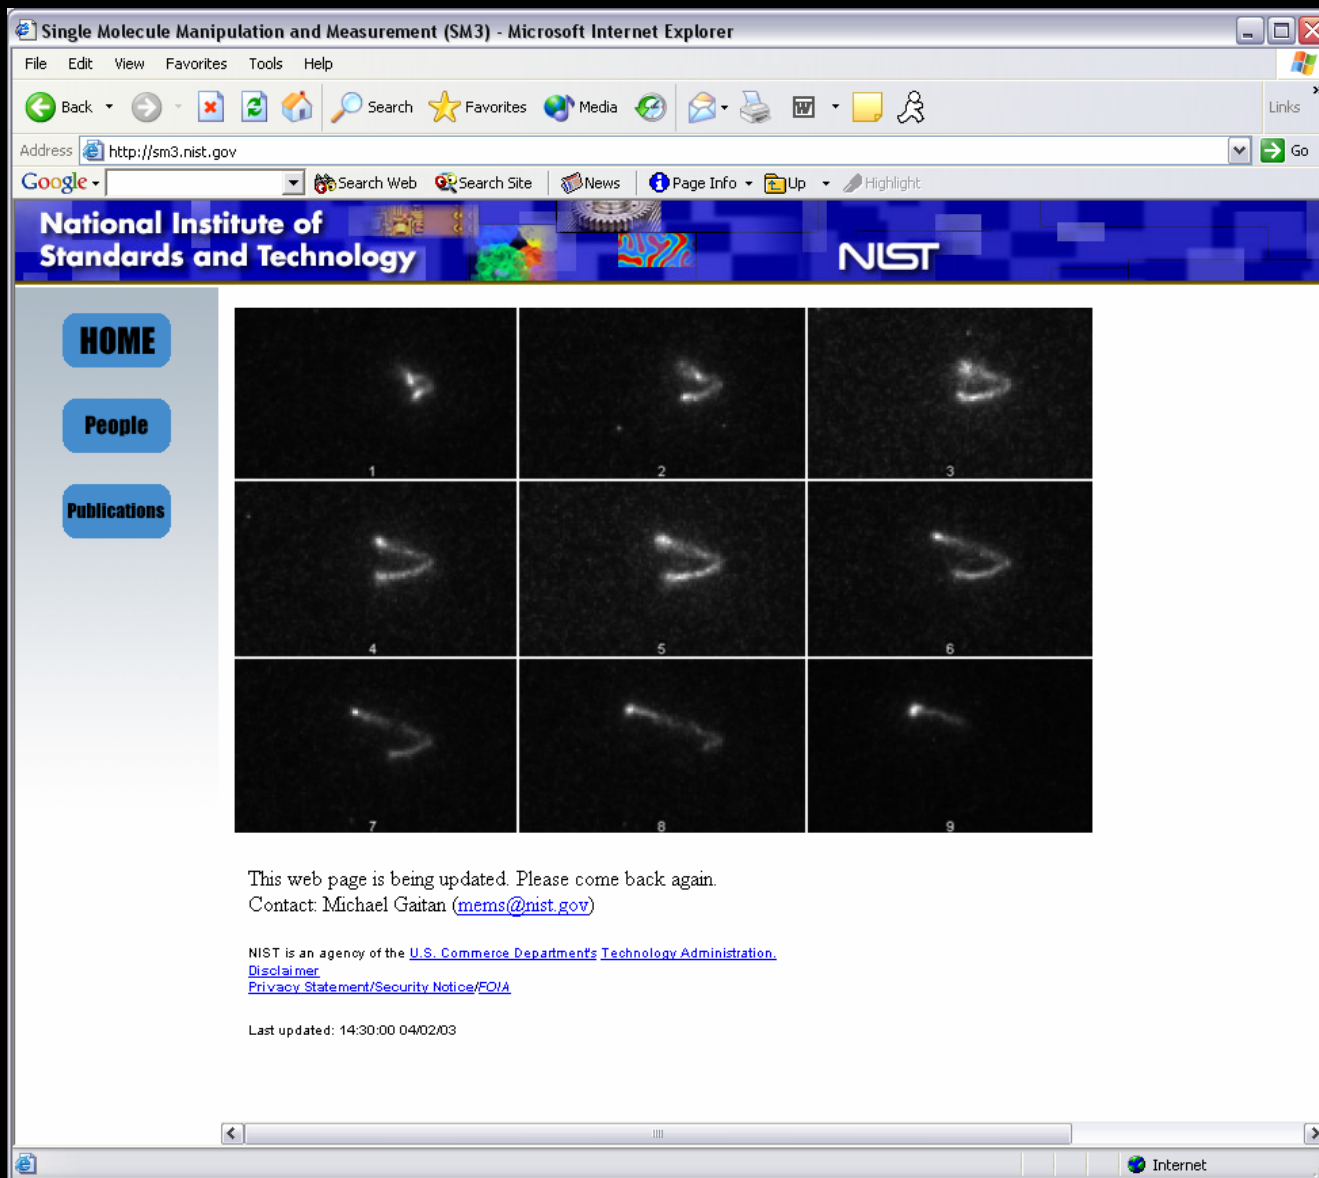 Single Molecule Manipulation and Measurement (SM3) - Microsoft Internet Explorer
File Edit View Favorites Tools Help
Back Search Favorites Media Links
Address http://sm3.nist.gov Go
Google Search Web Search Site News Page Info Up Highlight
National Institute of
Standards and Technology
NIST
HOME
People
Publications
1 2 3
4 5 6
7 8 9
This web page is being updated. Please come back again.
Contact: Michael Gaitan (mems@nist.gov)
NIST is an agency of the U.S. Commerce Department's Technology Administration.
Disclaimer
Privacy Statement/Security Notice/FOIA
Last updated: 14:30:00 04/02/03
Internet